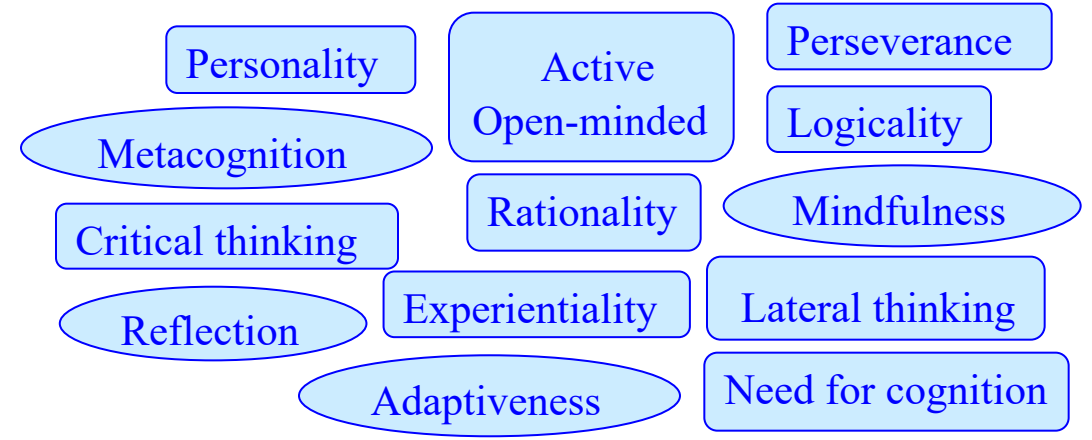 Personality
Active
Open-minded
Perseverance
Metacognition
Logicality
Critical thinking
Rationality
Mindfulness
Reflection
Experientiality
Lateral thinking
Adaptiveness
Need for cognition